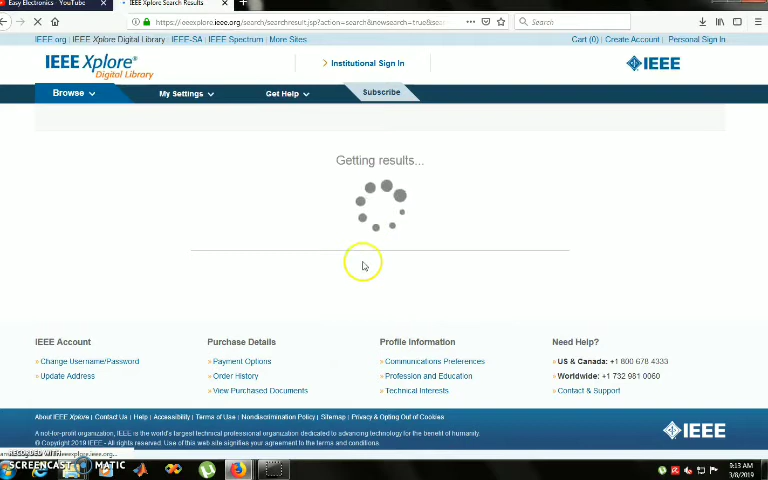 Easy Electronics - YouTube × IEEE Xplore Search Results × +
https://ieeexplore.ieee.org/search/searchresult.jsp?action=search&newsearch=true&sear Search
IEEE.org | IEEE Xplore Digital Library | IEEE-SA | IEEE Spectrum | More Sites Cart (0) | Create Account | Personal Sign In
IEEE Xplore® Digital Library
Institutional Sign In
IEEE
Browse My Settings Get Help Subscribe
Getting results...
IEEE Account Purchase Details Profile Information Need Help?
» Change Username/Password » Payment Options » Communications Preferences » US & Canada: +1 800 678 4333
» Update Address » Order History » Profession and Education » Worldwide: +1 732 981 0060
» View Purchased Documents » Technical Interests » Contact & Support
About IEEE Xplore | Contact Us | Help | Accessibility | Terms of Use | Nondiscrimination Policy | Sitemap | Privacy & Opting Out of Cookies
A not-for-profit organization, IEEE is the world's largest technical professional organization dedicated to advancing technology for the benefit of humanity.
© Copyright 2019 IEEE - All rights reserved. Use of this web site signifies your agreement to the terms and conditions.
IEEE
RECORDED WITH
SCREENCAST MATIC
9:13 AM
3/8/2019